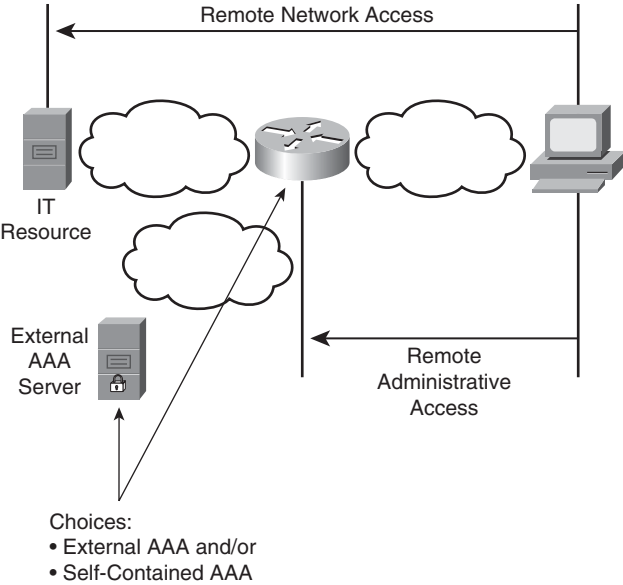 Remote Network Access
IT
Resource
External
AAA
Server
Remote
Administrative
Access
Choices:
• External AAA and/or
• Self-Contained AAA